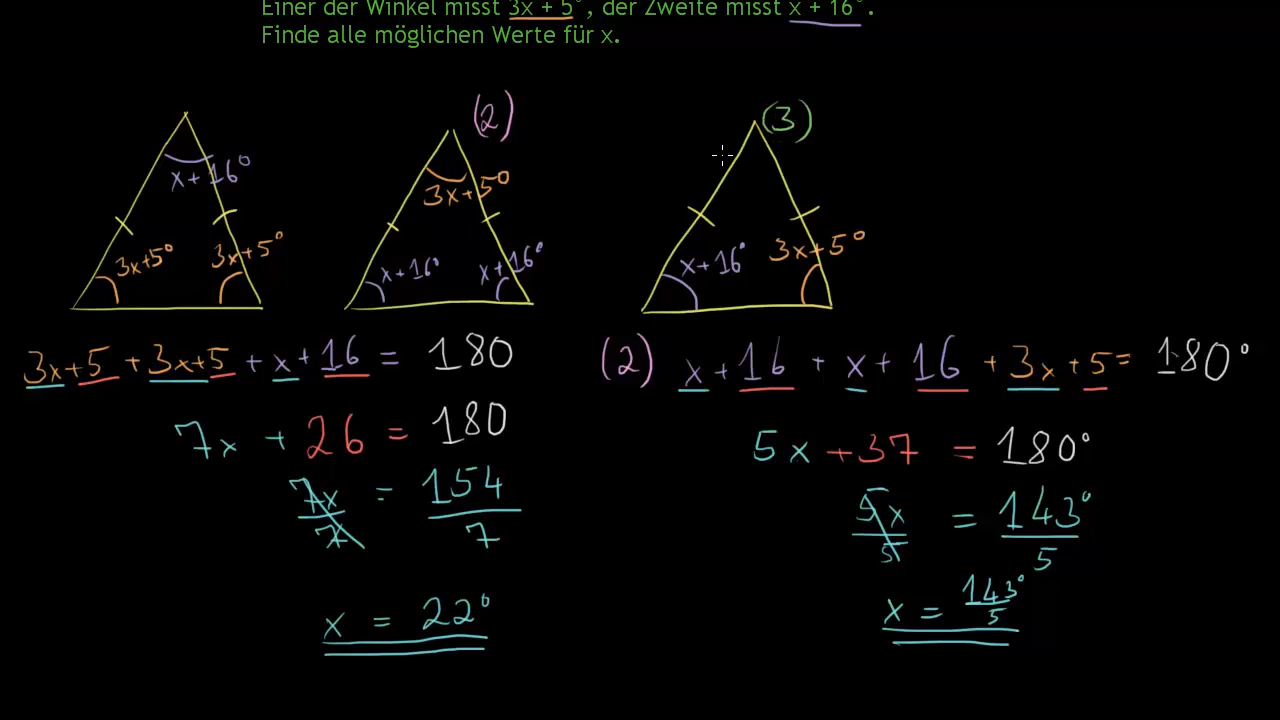 Einer der Winkel misst 3x + 5°, der Zweite misst x + 16°.
Finde alle möglichen Werte für x.
(2)
(3)
x + 16°
3x + 5°
3x+5°
3x+5°
x+16°
x+16°
x+16°
3x+5°
3x+5 + 3x+5 + x + 16 = 180
7x + 26 = 180
7x/7 = 154/7
x = 22°
(2) x + 16 + x + 16 + 3x + 5 = 180°
5x + 37 = 180°
5x/5 = 143°/5
x = 143°/5